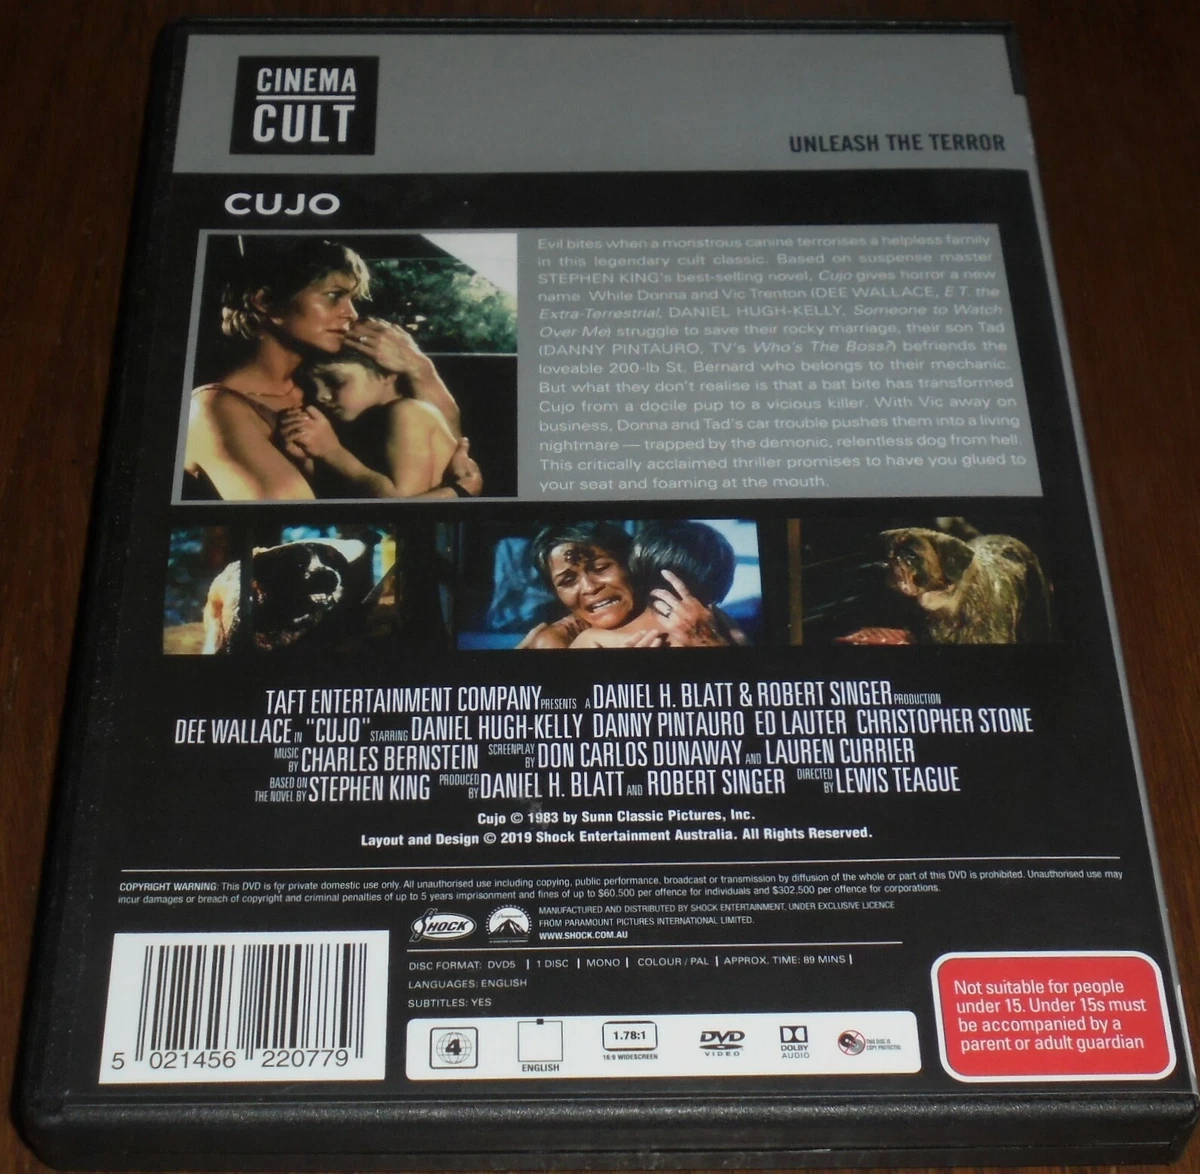 CINEMA
CULT
UNLEASH THE TERROR
CUJO
Evil bites when a monstrous canine terrorises a helpless family
in this legendary cult classic. Based on suspense master
STEPHEN KING's best-selling novel, Cujo gives horror a new
name. While Donna and Vic Trenton (DEE WALLACE, E.T. the
Extra-Terrestrial, DANIEL HUGH-KELLY, Someone to Watch
Over Me) struggle to save their rocky marriage, their son Tad
(DANNY PINTAURO, TV's Who's The Boss?) befriends the
loveable 200-lb St. Bernard who belongs to their mechanic.
But what they don't realise is that a bat bite has transformed
Cujo from a docile pup to a vicious killer. With Vic away on
business, Donna and Tad's car trouble pushes them into a living
nightmare — trapped by the demonic, relentless dog from hell.
This critically acclaimed thriller promises to have you glued to
your seat and foaming at the mouth.
TAFT ENTERTAINMENT COMPANY PRESENTS A DANIEL H. BLATT & ROBERT SINGER PRODUCTION
DEE WALLACE IN "CUJO" STARRING DANIEL HUGH-KELLY DANNY PINTAURO ED LAUTER CHRISTOPHER STONE
MUSIC BY CHARLES BERNSTEIN SCREENPLAY BY DON CARLOS DUNAWAY AND LAUREN CURRIER
BASED ON THE NOVEL BY STEPHEN KING PRODUCED BY DANIEL H. BLATT AND ROBERT SINGER DIRECTED BY LEWIS TEAGUE
Cujo © 1983 by Sunn Classic Pictures, Inc.
Layout and Design © 2019 Shock Entertainment Australia. All Rights Reserved.
COPYRIGHT WARNING: This DVD is for private domestic use only. All unauthorised use including copying, public performance, broadcast or transmission by diffusion of the whole or part of this DVD is prohibited. Unauthorised use may
incur damages or breach of copyright and criminal penalties of up to 5 years imprisonment and fines of up to $60,500 per offence for individuals and $302,500 per offence for corporations.
SHOCK
Paramount
MANUFACTURED AND DISTRIBUTED BY SHOCK ENTERTAINMENT, UNDER EXCLUSIVE LICENCE
FROM PARAMOUNT PICTURES INTERNATIONAL LIMITED.
WWW.SHOCK.COM.AU
DISC FORMAT: DVD5 | 1 DISC | MONO | COLOUR / PAL | APPROX. TIME: 89 MINS |
LANGUAGES: ENGLISH
SUBTITLES: YES
5 021456 220779
4
ENGLISH
1.78:1
16:9 WIDESCREEN
DVD
VIDEO
DOLBY
AUDIO
THIS DISC IS
COPY PROTECTED
Not suitable for people
under 15. Under 15s must
be accompanied by a
parent or adult guardian